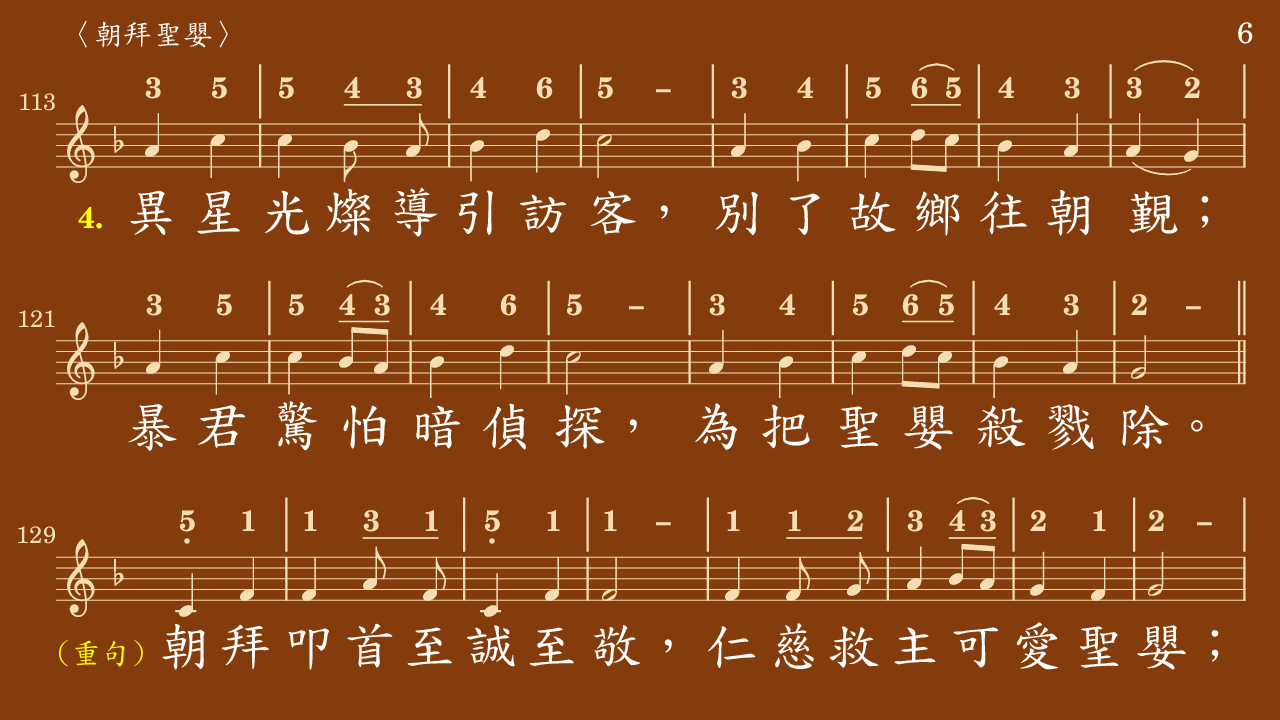 〈朝拜聖嬰〉 6
3 5 5 4 3 4 6 5 – 3 4 5 6 5 4 3 3 2
113
4. 異星光燦導引訪客，別了故鄉往朝覲；
3 5 5 4 3 4 6 5 – 3 4 5 6 5 4 3 2 –
121
暴君驚怕暗偵探，為把聖嬰殺戮除。
5 1 1 3 1 5 1 1 – 1 1 2 3 4 3 2 1 2 –
129
（重句）朝拜叩首至誠至敬，仁慈救主可愛聖嬰；